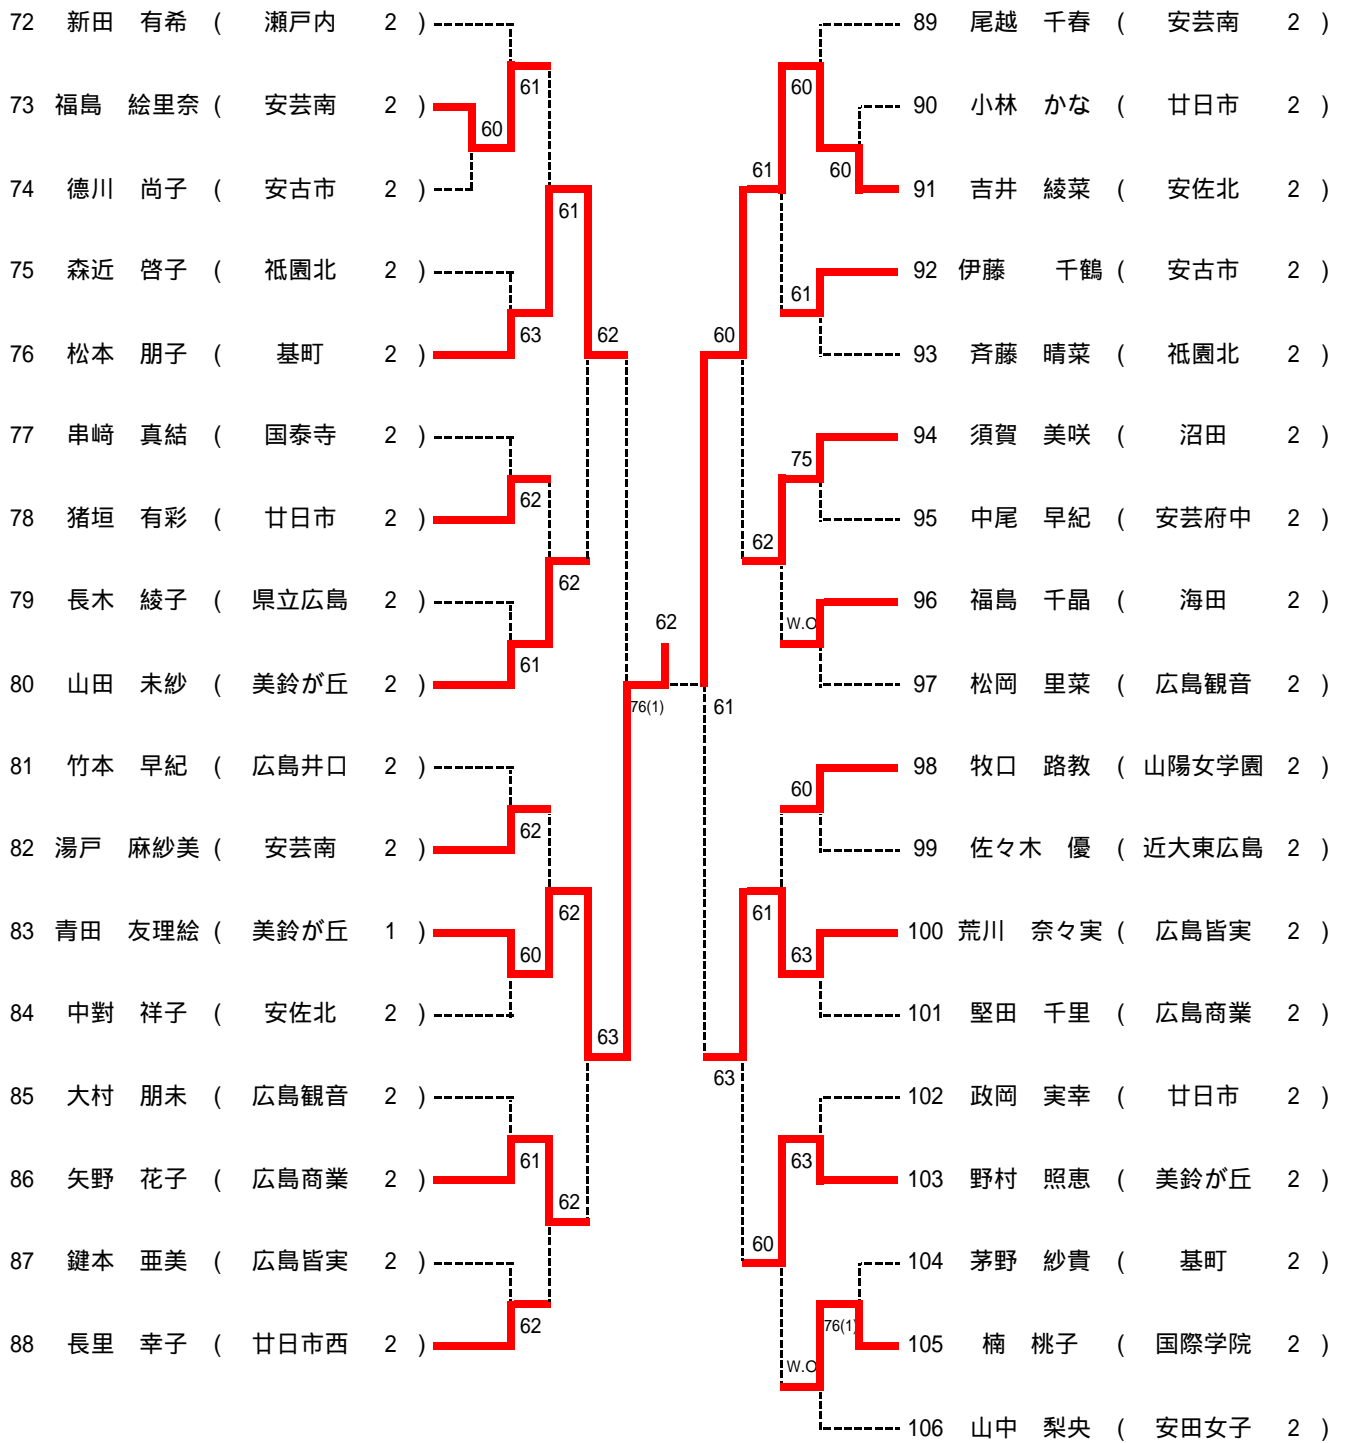 72 新田 有希 ( 瀬戸内 2 )
61
73 福島 絵里奈 ( 安芸南 2 )
60
74 徳川 尚子 ( 安古市 2 )
61
75 森近 啓子 ( 祇園北 2 )
63
62
76 松本 朋子 ( 基町 2 )
77 串崎 真結 ( 国泰寺 2 )
62
78 猪垣 有彩 ( 廿日市 2 )
62
79 長木 綾子 ( 県立広島 2 )
61
80 山田 未紗 ( 美鈴が丘 2 )
62
76(1)
81 竹本 早紀 ( 広島井口 2 )
62
82 湯戸 麻紗美 ( 安芸南 2 )
62
83 青田 友理絵 ( 美鈴が丘 1 )
60
84 中對 祥子 ( 安佐北 2 )
63
85 大村 朋未 ( 広島観音 2 )
61
86 矢野 花子 ( 広島商業 2 )
62
87 鍵本 亜美 ( 広島皆実 2 )
62
88 長里 幸子 ( 廿日市西 2 )
89 尾越 千春 ( 安芸南 2 )
60
90 小林 かな ( 廿日市 2 )
61
60
91 吉井 綾菜 ( 安佐北 2 )
92 伊藤 千鶴 ( 安古市 2 )
61
60
93 斉藤 晴菜 ( 祗園北 2 )
94 須賀 美咲 ( 沼田 2 )
75
95 中尾 早紀 ( 安芸府中 2 )
62
96 福島 千晶 ( 海田 2 )
W.O
97 松岡 里菜 ( 広島観音 2 )
61
98 牧口 路教 ( 山陽女学園 2 )
60
99 佐々木 優 ( 近大東広島 2 )
61
100 荒川 奈々実 ( 広島皆実 2 )
63
101 堅田 千里 ( 広島商業 2 )
63
102 政岡 実幸 ( 廿日市 2 )
63
103 野村 照恵 ( 美鈴が丘 2 )
60
104 茅野 紗貴 ( 基町 2 )
76(1)
105 楠 桃子 ( 国際学院 2 )
W.O
106 山中 梨央 ( 安田女子 2 )